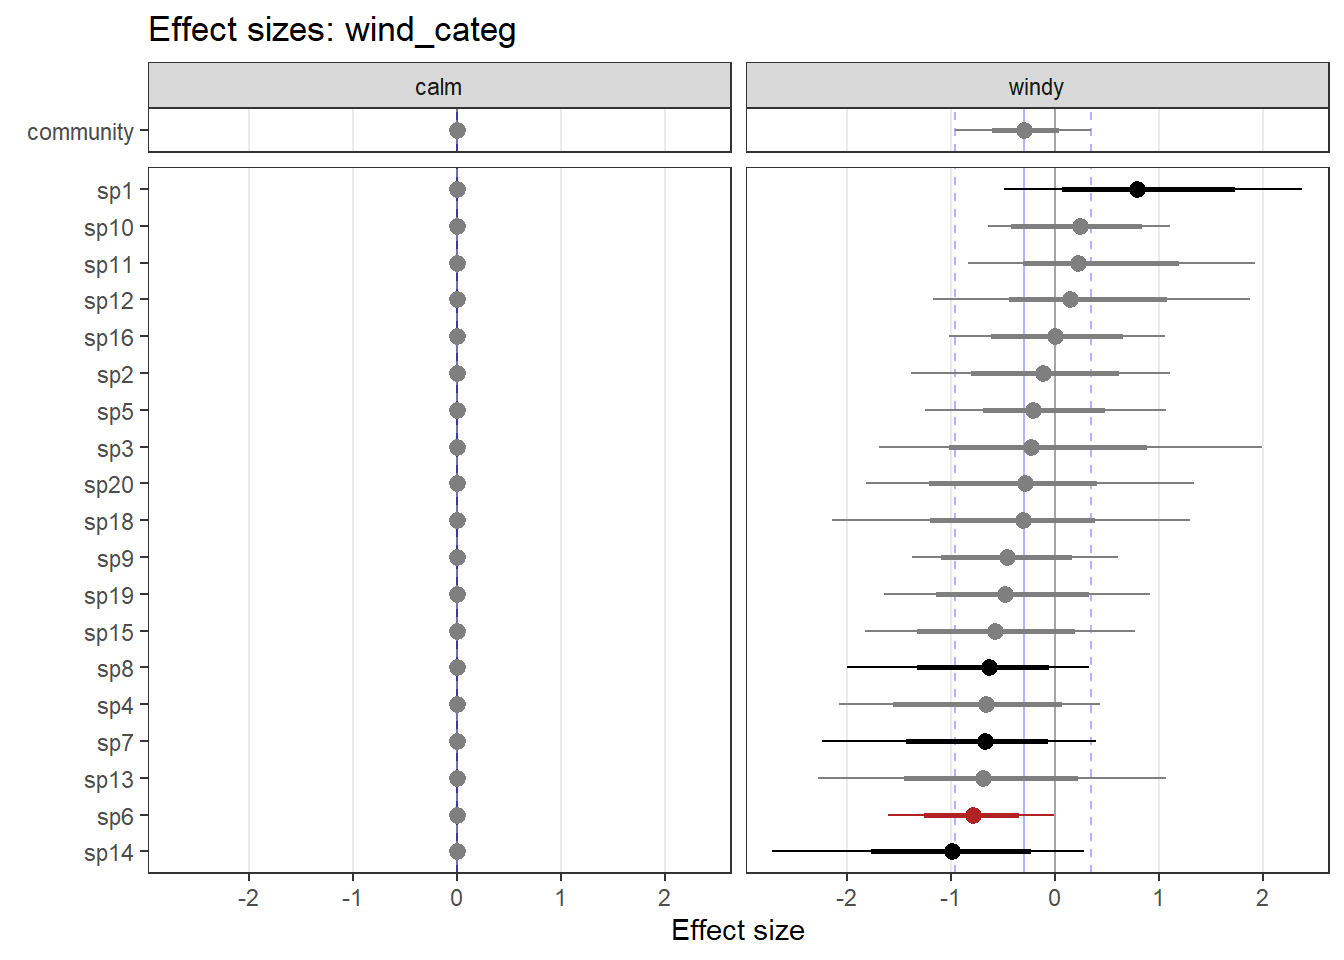 Effect sizes: wind_categ
calm windy
community
sp1
sp10
sp11
sp12
sp16
sp2
sp5
sp3
sp20
sp18
sp9
sp19
sp15
sp8
sp4
sp7
sp13
sp6
sp14
-2 -1 0 1 2 -2 -1 0 1 2
Effect size